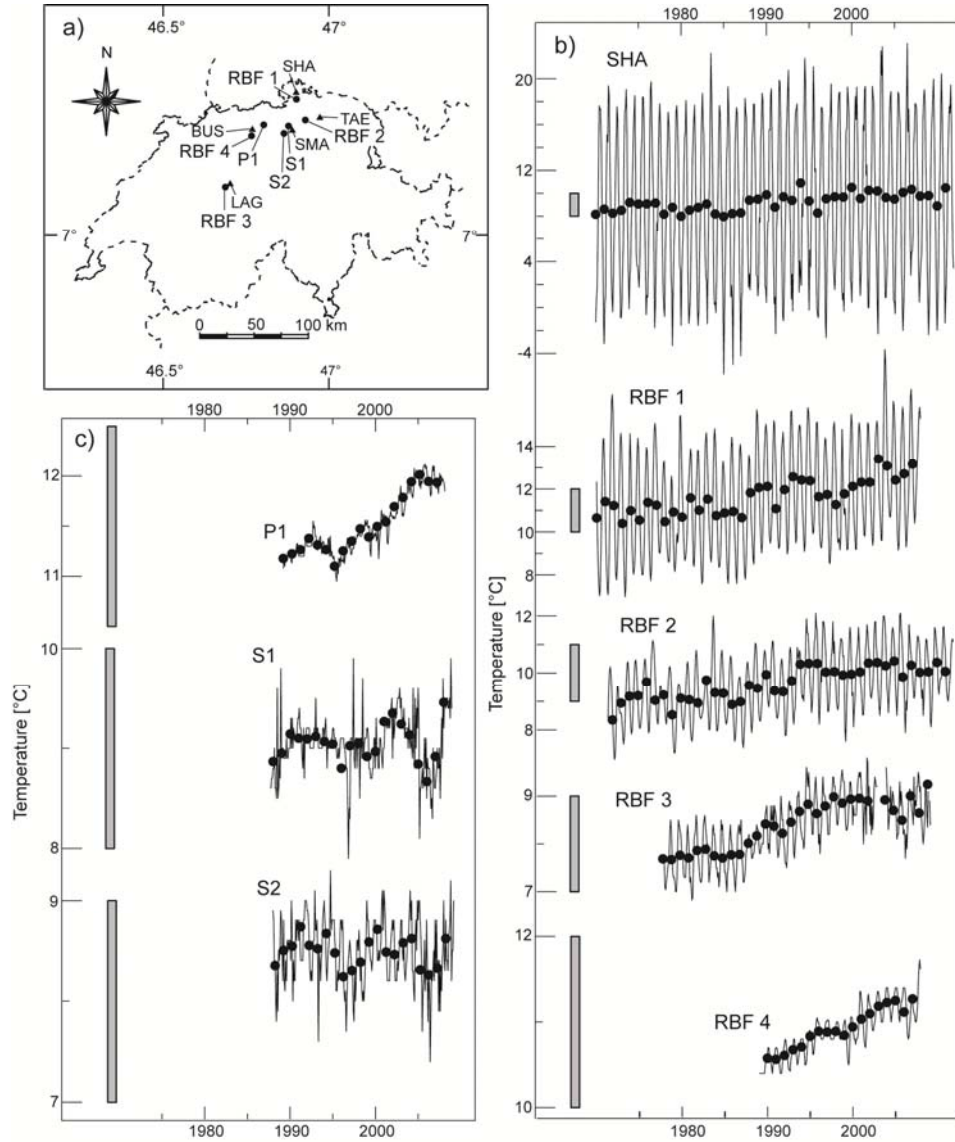 46.5°
47°
a)
N
SHA
RBF 1
BUS
TAE
RBF 4
RBF 2
P1
SMA
S1
S2
LAG
RBF 3
7°
7°
0 50 100 km
46.5°
47°
1980 1990 2000
b)
SHA
20
10
4
-4
RBF 1
14
12
10
8
RBF 2
12
10
8
RBF 3
9
7
12
RBF 4
10
Temperature [°C]
1980 1990 2000
1980 1990 2000
c)
12
P1
11
10
S1
8
S2
9
7
Temperature [°C]
1980 1990 2000